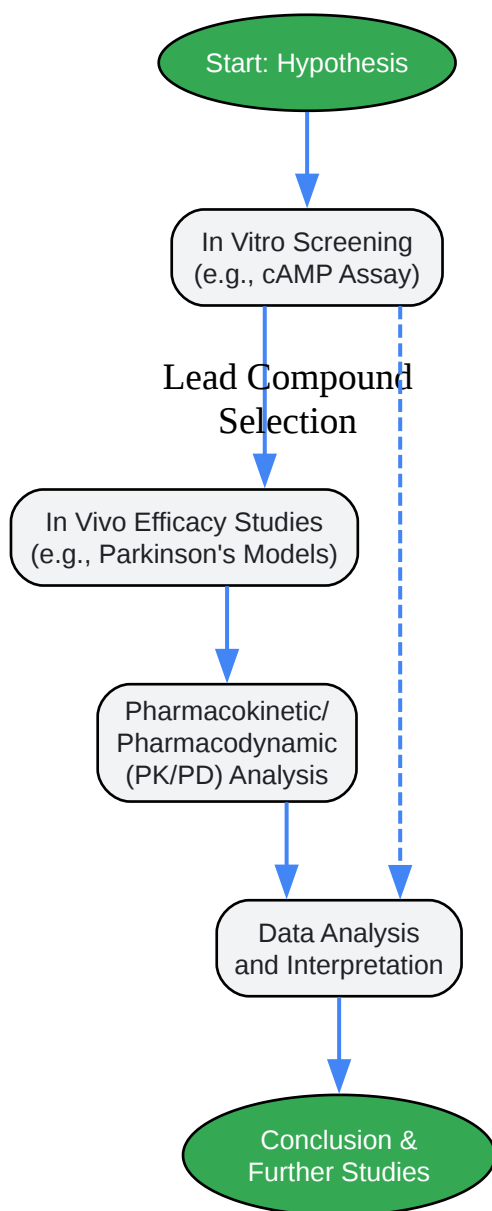 Start: Hypothesis
In Vitro Screening
(e.g., cAMP Assay)
Lead Compound
Selection
In Vivo Efficacy Studies
(e.g., Parkinson's Models)
Pharmacokinetic/
Pharmacodynamic
(PK/PD) Analysis
Data Analysis
and Interpretation
Conclusion &
Further Studies